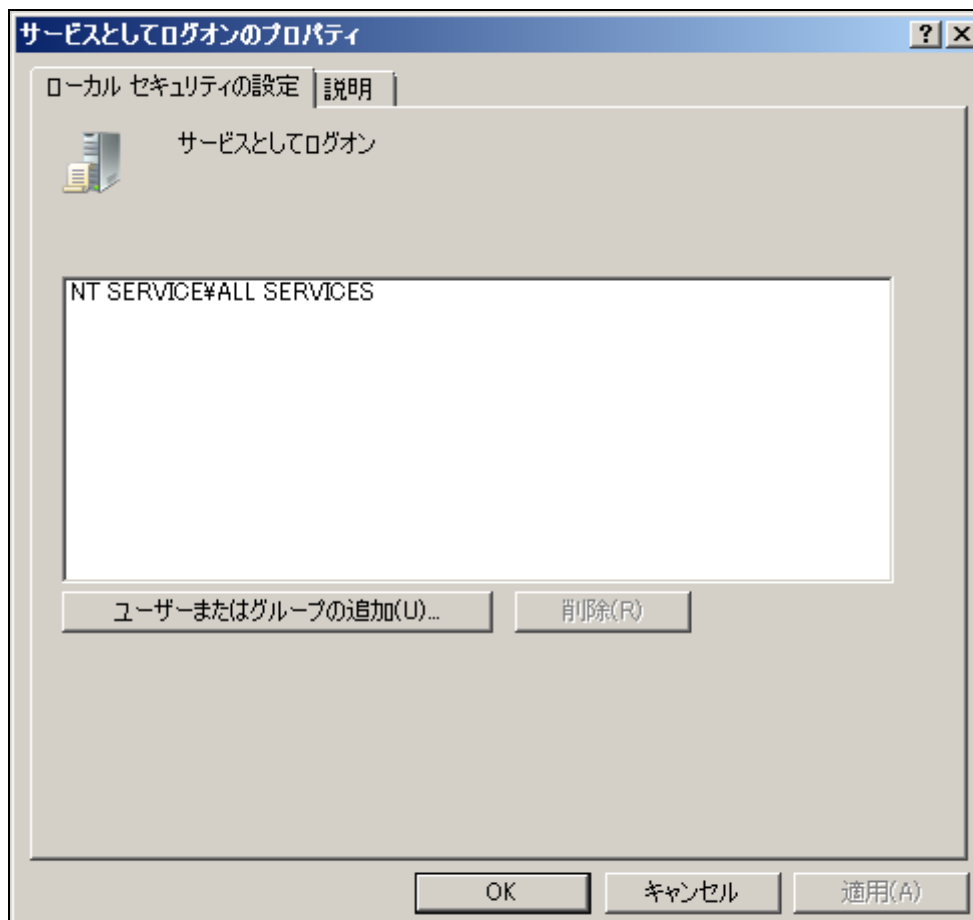 サービスとしてログオンのプロパティ
ローカル セキュリティの設定 説明
サービスとしてログオン
NT SERVICE¥ALL SERVICES
ユーザーまたはグループの追加(U)... 削除(R)
OK キャンセル 適用(A)